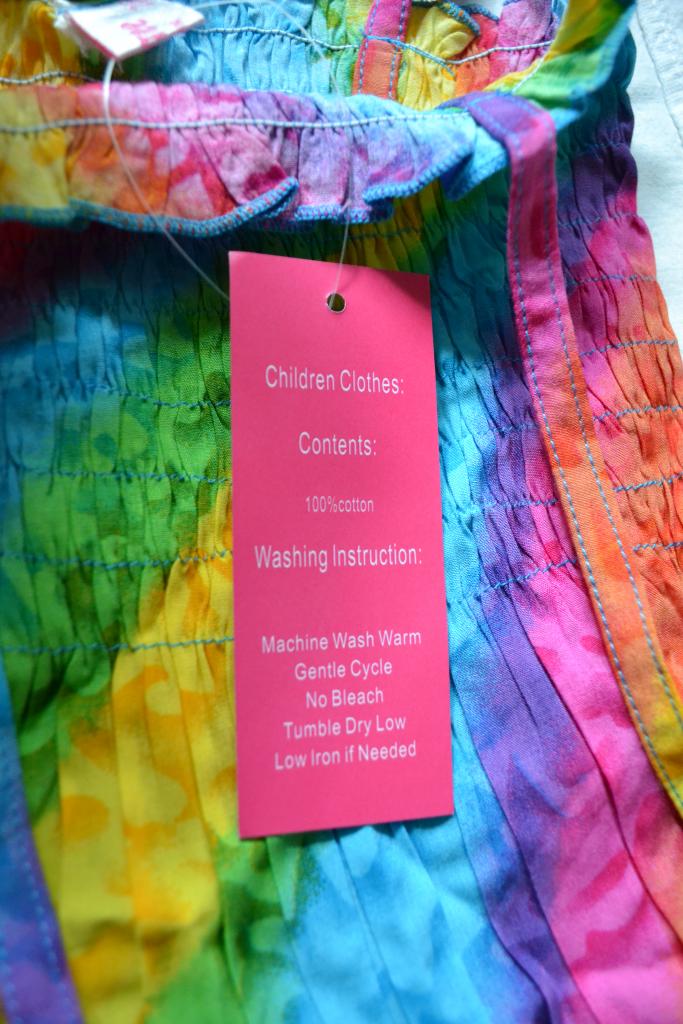 Children Clothes:
Contents:
100%cotton
Washing Instruction:
Machine Wash Warm
Gentle Cycle
No Bleach
Tumble Dry Low
Low Iron if Needed